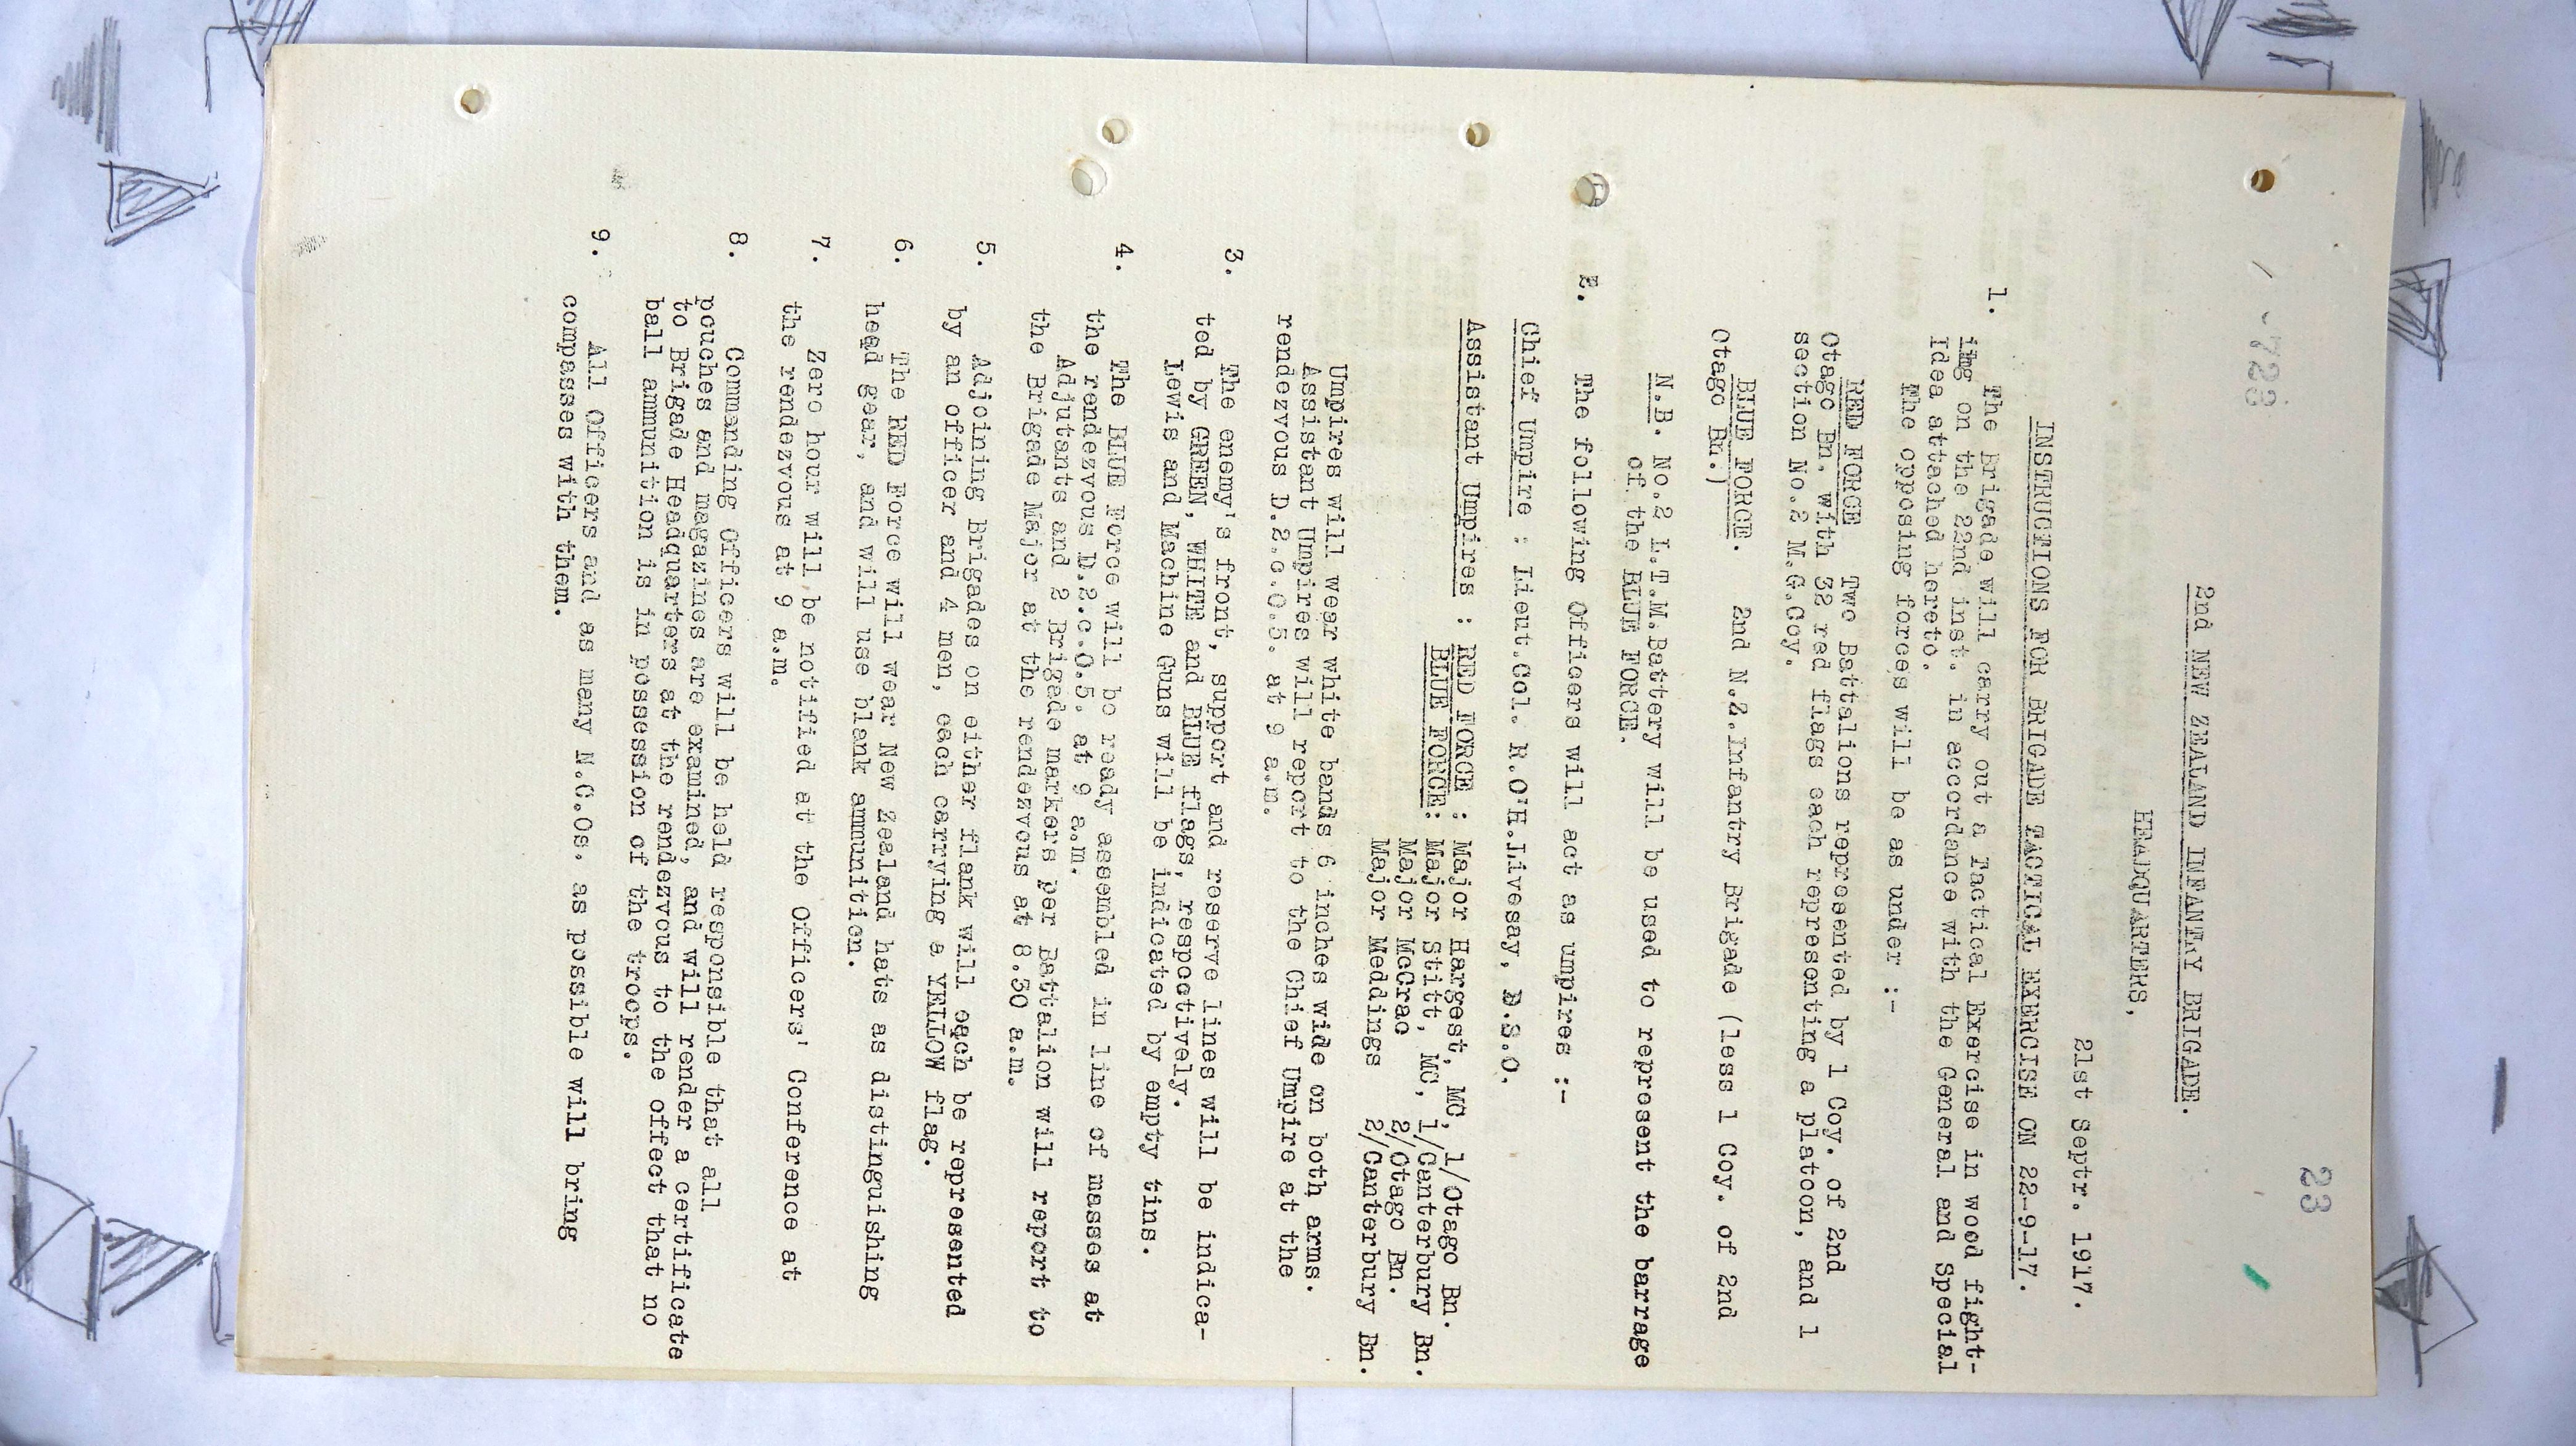 23
-723
2nd NEW ZEALAND INFANTRY BRIGADE.
HEADQUARTERS,
21st Septr. 1917.
INSTRUCTIONS FOR BRIGADE TACTICAL EXERCISE ON 22-9-17.
1. The Brigade will carry out a Tactical Exercise in wood fight-
ing on the 22nd inst. in accordance with the General and Special
Idea attached hereto.
The opposing forces will be as under :-
RED FORCE Two Battalions represented by 1 Coy. of 2nd
Otago Bn. with 32 red flags each representing a platoon, and 1
section No.2 M.G.Coy.
BLUE FORCE. 2nd N.Z.Infantry Brigade (less 1 Coy. of 2nd
Otago Bn.)
N.B. No.2 L.T.M.Battery will be used to represent the barrage
of the BLUE FORCE.
2. The following Officers will act as umpires :-
Chief Umpire : Lieut.Col. R.O'H.Livesay, D.S.O.
Assistant Umpires : RED FORCE : Major Hargest, MC, 1/Otago Bn.
BLUE FORCE: Major Stitt, MC, 1/Canterbury Bn.
Major McCrae 2/Otago Bn.
Major Meddings 2/Canterbury Bn.
Umpires will wear white bands 6 inches wide on both arms.
Assistant Umpires will report to the Chief Umpire at the
rendezvous D.2.c.0.5. at 9 a.m.
3. The enemy's front, support and reserve lines will be indica-
ted by GREEN, WHITE and BLUE flags, respectively.
Lewis and Machine Guns will be indicated by empty tins.
4. The BLUE Force will be ready assembled in line of masses at
the rendezvous D.2.c.0.5. at 9 a.m.
Adjutants and 2 Brigade markers per Battalion will report to
the Brigade Major at the rendezvous at 8.30 a.m.
5. Adjoining Brigades on either flank will each be represented
by an officer and 4 men, each carrying a YELLOW flag.
6. The RED Force will wear New Zealand hats as distinguishing
head gear, and will use blank ammunition.
7. Zero hour will be notified at the Officers' Conference at
the rendezvous at 9 a.m.
8. Commanding Officers will be held responsible that all
pouches and magazines are examined, and will render a certificate
to Brigade Headquarters at the rendezvous to the effect that no
ball ammunition is in possession of the troops.
9. All Officers and as many N.C.Os. as possible will bring
compasses with them.